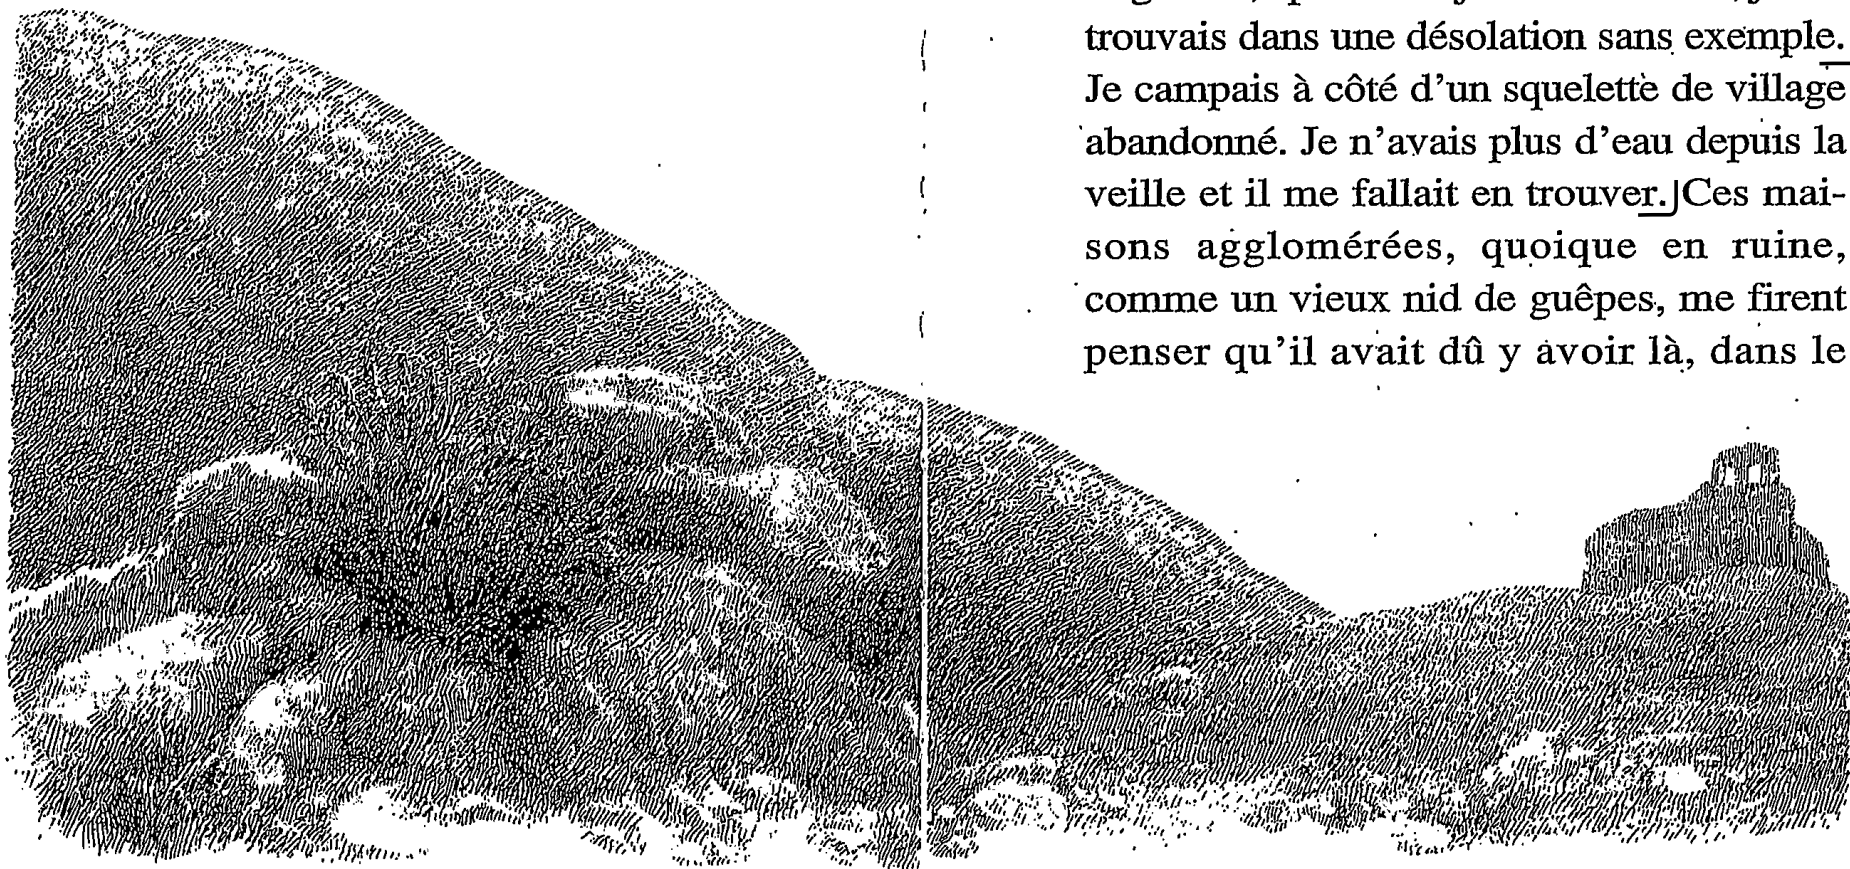 trouvais dans une désolation sans exemple.
Je campais à côté d'un squelette de village
abandonné. Je n'avais plus d'eau depuis la
veille et il me fallait en trouver. Ces mai-
sons agglomérées, quoique en ruine,
comme un vieux nid de guêpes, me firent
penser qu'il avait dû y avoir là, dans le